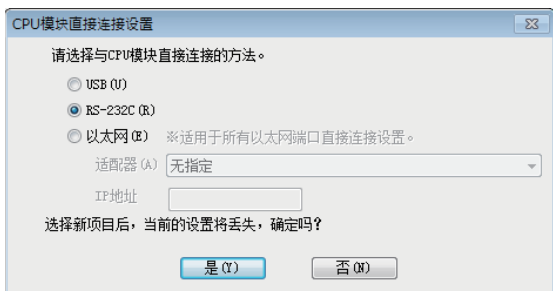 CPU模块直接连接设置
请选择与CPU模块直接连接的方法。
USB(U)
RS-232C(R)
以太网(E) ※适用于所有以太网端口直接连接设置。
适配器(A) 无指定
IP地址
选择新项目后，当前的设置将丢失，确定吗?
是(Y) 否(N)